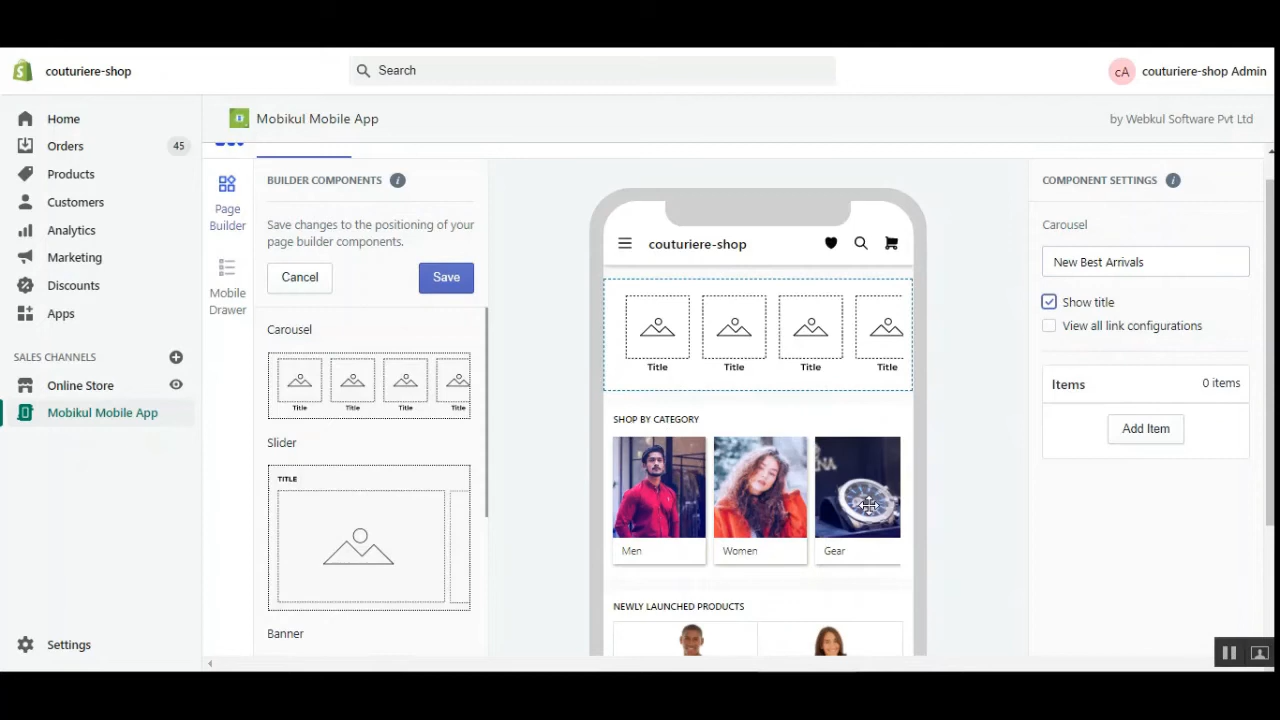 couturiere-shop
Search
cA
couturiere-shop Admin
Home
Orders
45
Products
Customers
Analytics
Marketing
Discounts
Apps
SALES CHANNELS
Online Store
Mobikul Mobile App
Settings
Mobikul Mobile App
by Webkul Software Pvt Ltd
Page
Builder
Mobile
Drawer
BUILDER COMPONENTS
Save changes to the positioning of your
page builder components.
Cancel
Save
Carousel
Title Title Title Title
Slider
TITLE
Banner
couturiere-shop
Title Title Title Title
SHOP BY CATEGORY
Men Women Gear
NEWLY LAUNCHED PRODUCTS
COMPONENT SETTINGS
Carousel
New Best Arrivals
Show title
View all link configurations
Items
0 items
Add Item